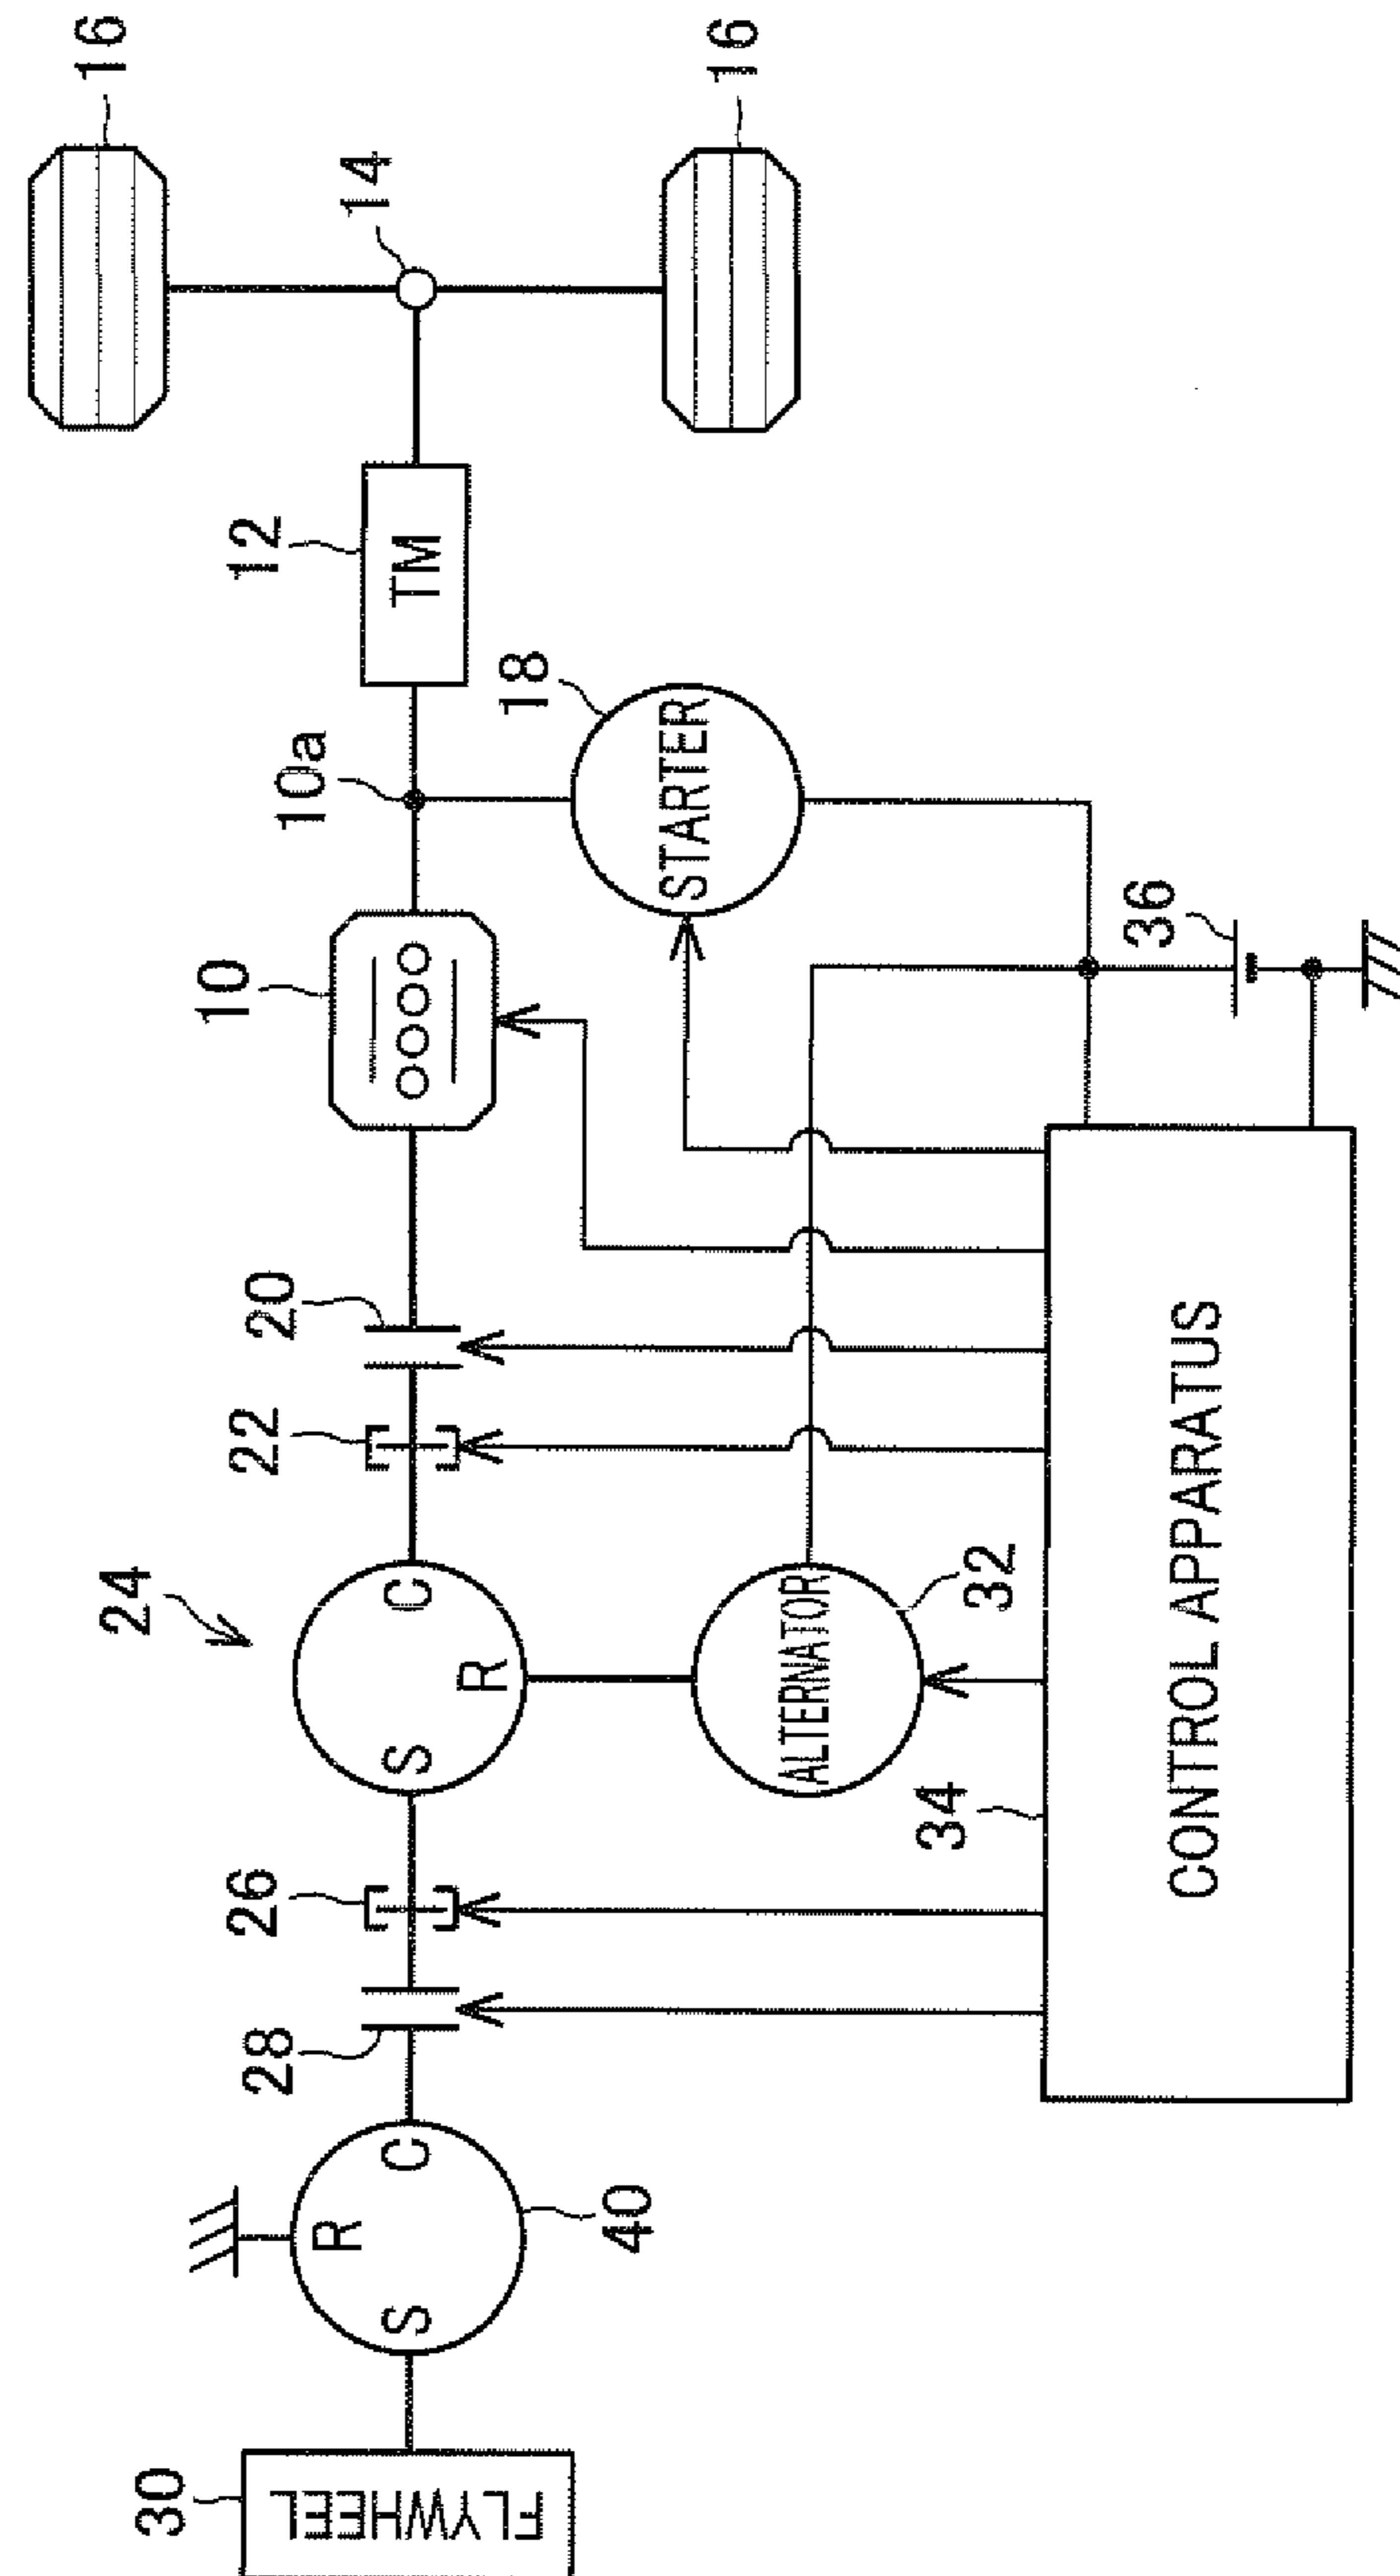 16
16
14
12
TM
10a
18
STARTER
10
36
20
22
24
C
R
S
ALTERNATOR
32
34
CONTROL APPARATUS
26
28
C
R
S
40
30
FLYWHEEL